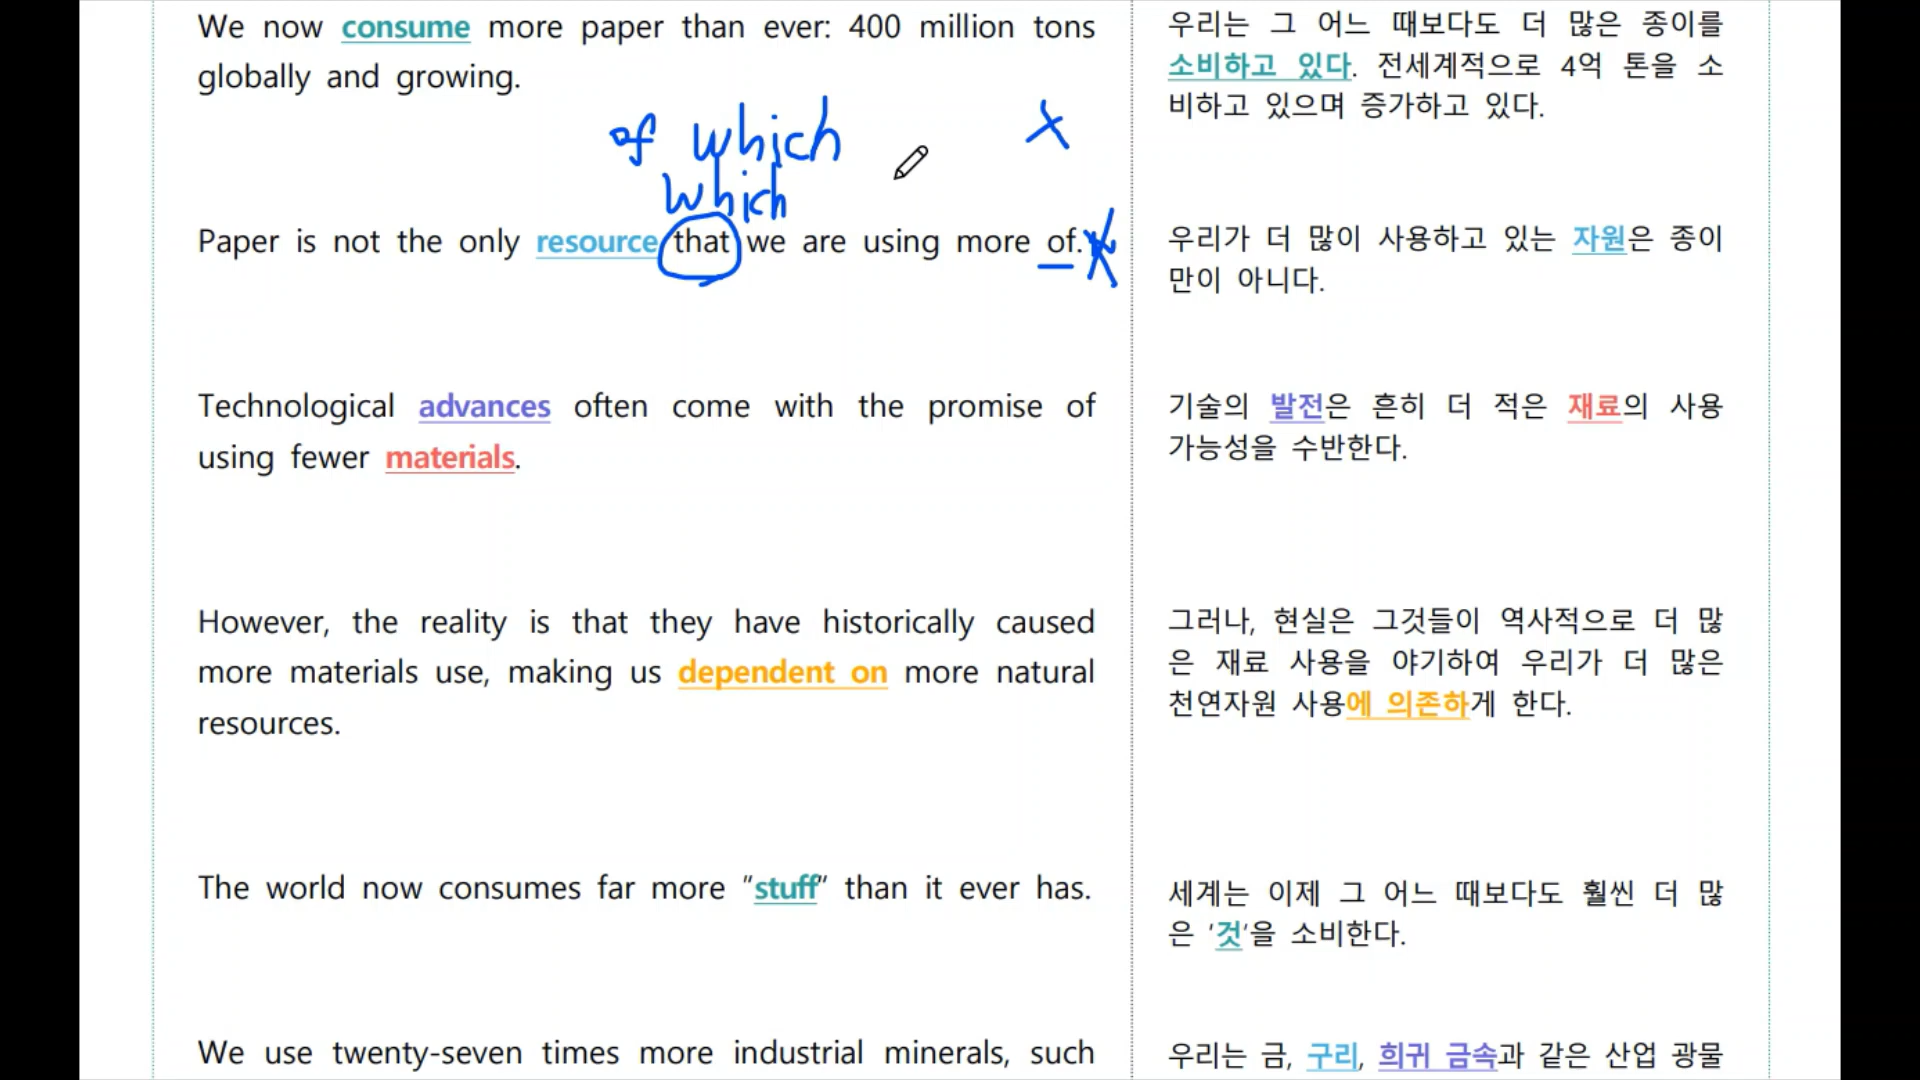 We now consume more paper than ever: 400 million tons
globally and growing.
우리는 그 어느 때보다도 더 많은 종이를
소비하고 있다. 전세계적으로 4억 톤을 소
비하고 있으며 증가하고 있다.
of which X
which
Paper is not the only resource that we are using more of.
우리가 더 많이 사용하고 있는 자원은 종이
만이 아니다.
Technological advances often come with the promise of
using fewer materials.
기술의 발전은 흔히 더 적은 재료의 사용
가능성을 수반한다.
However, the reality is that they have historically caused
more materials use, making us dependent on more natural
resources.
그러나, 현실은 그것들이 역사적으로 더 많
은 재료 사용을 야기하여 우리가 더 많은
천연자원 사용에 의존하게 한다.
The world now consumes far more "stuff" than it ever has.
세계는 이제 그 어느 때보다도 훨씬 더 많
은 '것'을 소비한다.
We use twenty-seven times more industrial minerals, such
우리는 금, 구리, 희귀 금속과 같은 산업 광물